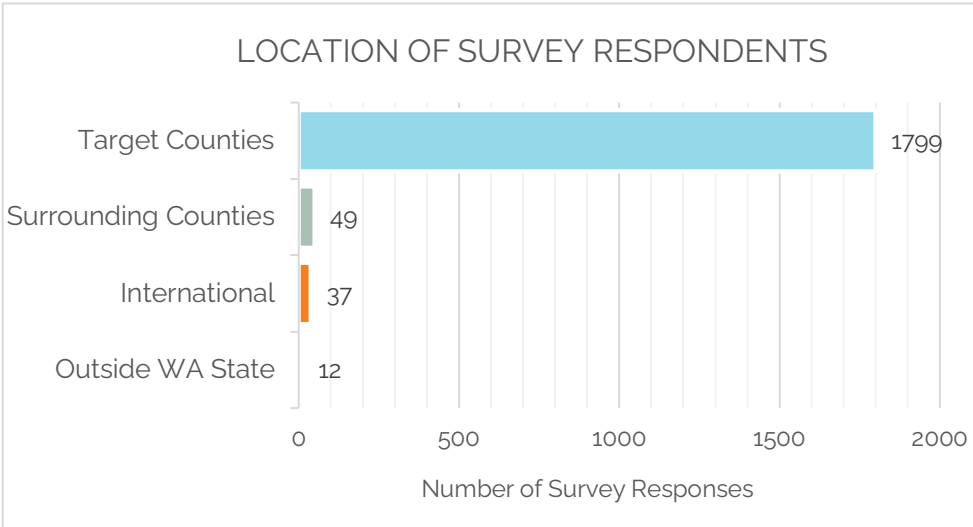 LOCATION OF SURVEY RESPONDENTS
Target Counties 1799
Surrounding Counties 49
International 37
Outside WA State 12
0 500 1000 1500 2000
Number of Survey Responses